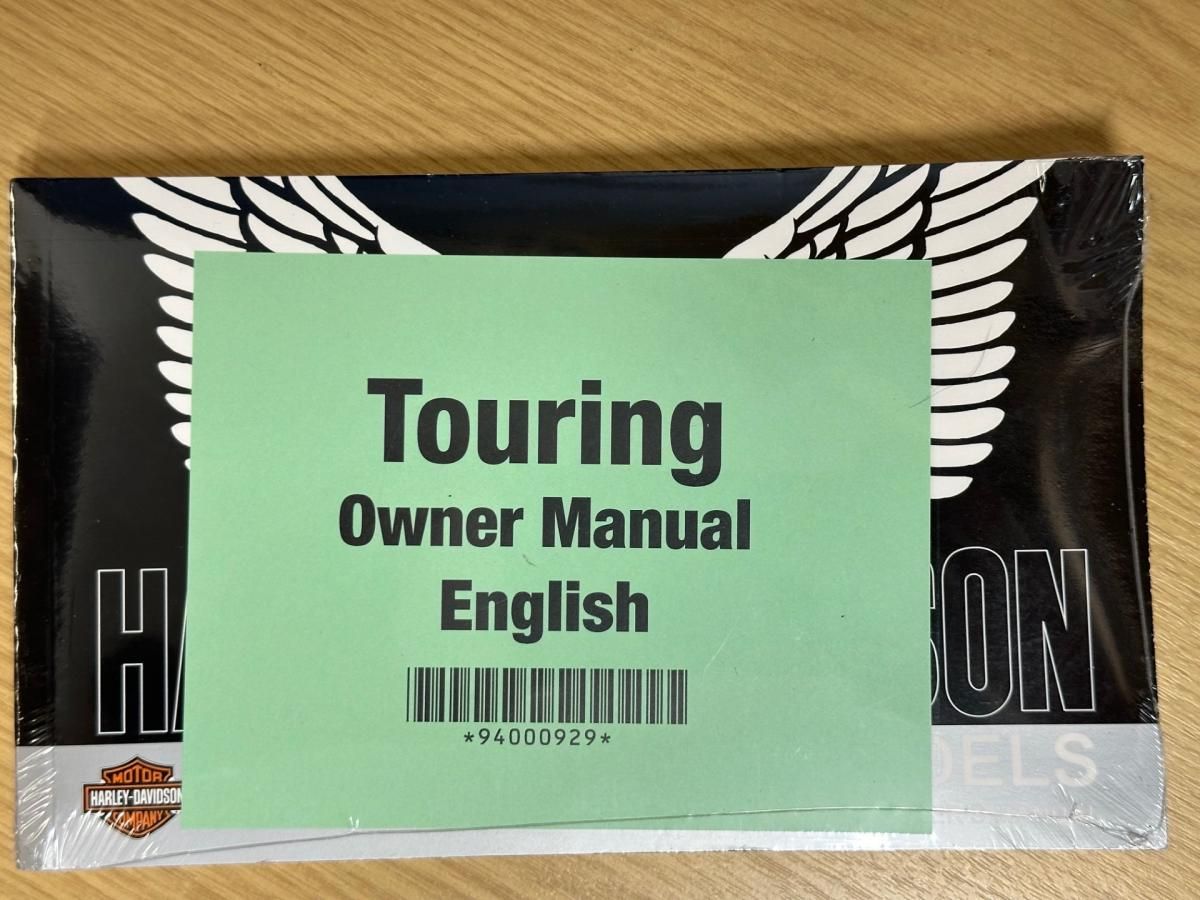 Touring
Owner Manual
English
*94000929*
HA
SON
DELS
MOTOR
HARLEY-DAVIDSON
COMPANY